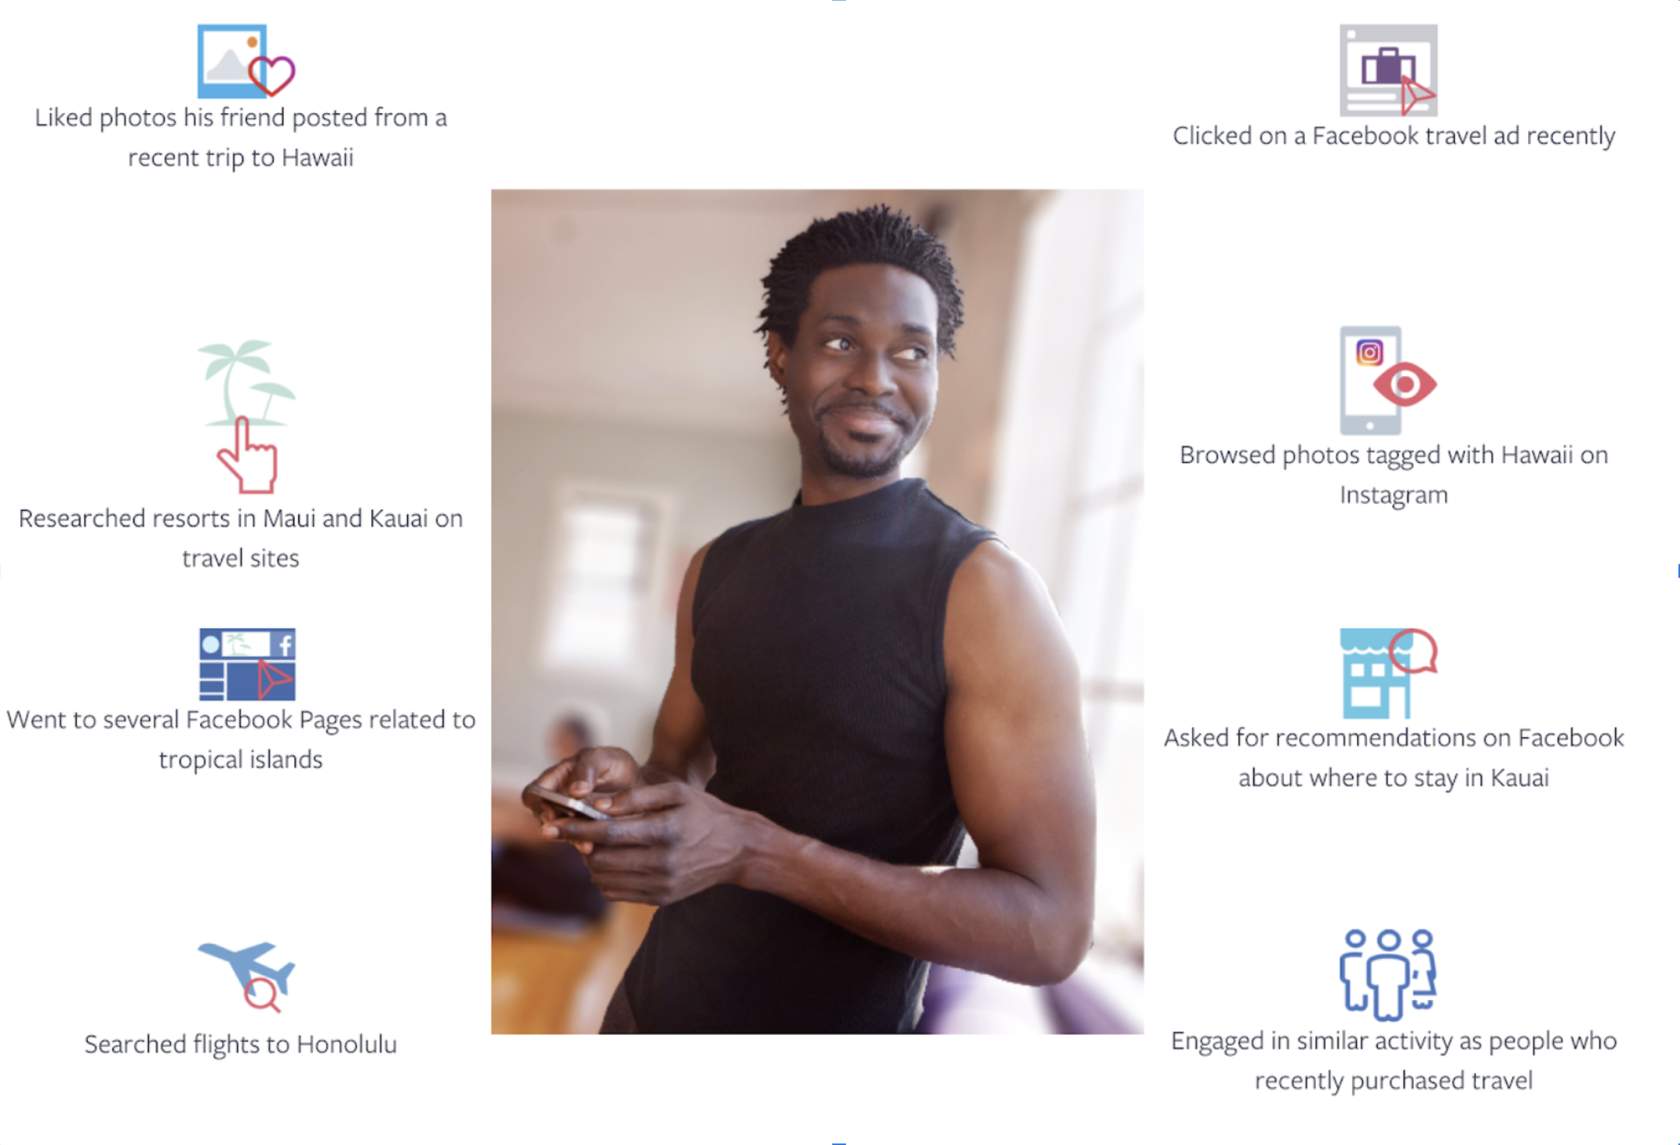 Liked photos his friend posted from a
recent trip to Hawaii
Researched resorts in Maui and Kauai on
travel sites
Went to several Facebook Pages related to
tropical islands
Searched flights to Honolulu
Clicked on a Facebook travel ad recently
Browsed photos tagged with Hawaii on
Instagram
Asked for recommendations on Facebook
about where to stay in Kauai
Engaged in similar activity as people who
recently purchased travel